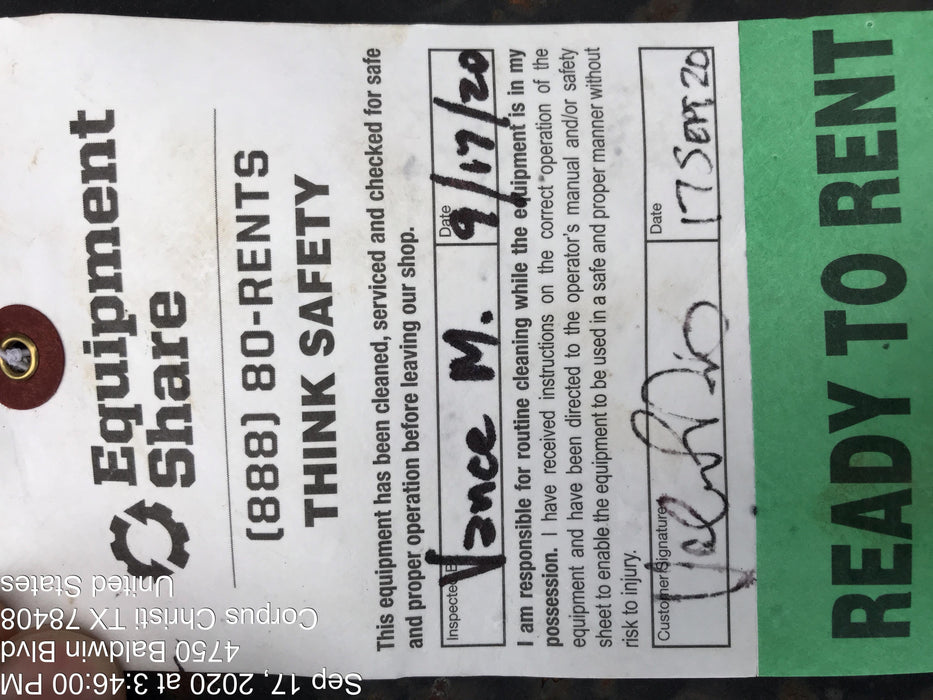 Equipment
Share
(888) 80-RENTS
THINK SAFETY
This equipment has been cleaned, serviced and checked for safe
and proper operation before leaving our shop.
Inspected B
Vance M.
Date
9/17/20
I am responsible for routine cleaning while the equipment is in my
possession. I have received instructions on the correct operation of the
equipment and have been directed to the operator's manual and/or safety
sheet to enable the equipment to be used in a safe and proper manner without
risk to injury.
Customer Signature
Date
17 SEPT 20
READY TO RENT
Sep 17, 2020 at 3:46:00 PM
4750 Baldwin Blvd
Corpus Christi TX 78408
United States